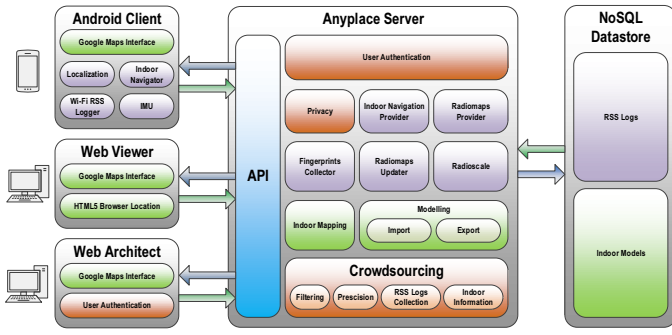 Android Client
Google Maps Interface
Localization
Indoor
Navigator
Wi-Fi RSS
Logger
IMU
Web Viewer
Google Maps Interface
HTML5 Browser Location
Web Architect
Google Maps Interface
User Authentication
Anyplace Server
API
User Authentication
Privacy
Indoor Navigation
Provider
Radiomaps
Provider
Fingerprints
Collector
Radiomaps
Updater
Radioscale
Indoor Mapping
Modelling
Import
Export
Crowdsourcing
Filtering
Prescision
RSS Logs
Collection
Indoor
Information
NoSQL
Datastore
RSS Logs
Indoor Models